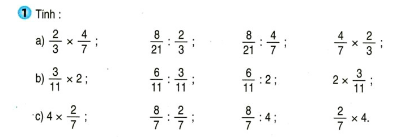 1 Tính :
a) 2/3 × 4/7 ; 8/21 : 2/3 ; 8/21 : 4/7 ; 4/7 × 2/3 ;
b) 3/11 × 2 ; 6/11 : 3/11 ; 6/11 : 2 ; 2 × 3/11 ;
c) 4 × 2/7 ; 8/7 : 2/7 ; 8/7 : 4 ; 2/7 × 4.